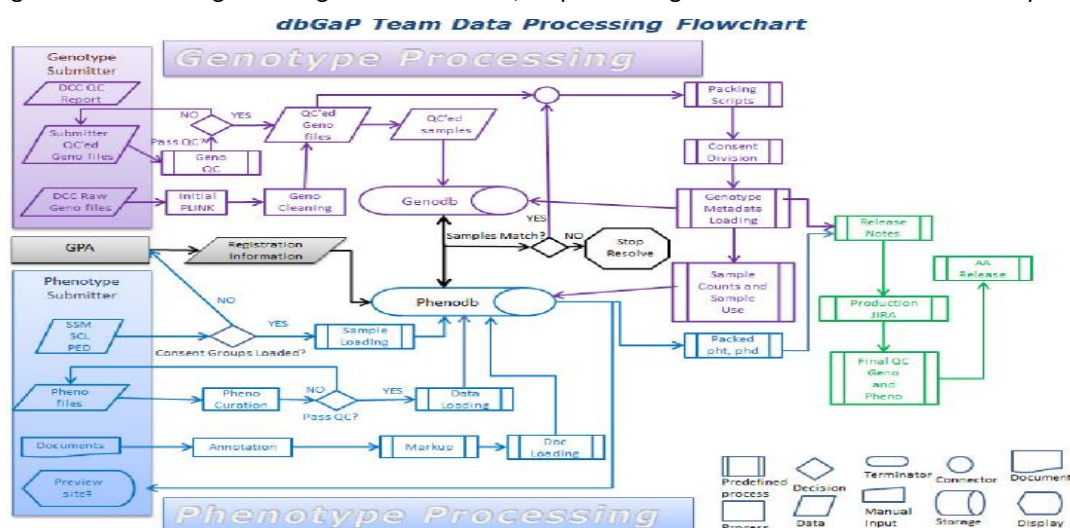 dbGaP Team Data Processing Flowchart
Genotype Processing
Genotype
Submitter
DCC QC
Report
Submitter
QC'ed
Geno files
DCC Raw
Geno files
NO
YES
Pass QC?
Geno
QC
Initial
PLINK
Geno
Cleaning
QC'ed
Geno
files
QC'ed
samples
Packing
Scripts
Consent
Division
Genotype
Metadata
Loading
Genodb
YES
Samples Match?
NO
Stop
Resolve
Release
Notes
AA
Release
GPA
Registration
Information
Phenotype
Submitter
Phenodb
Sample
Counts and
Sample
Use
Production
JIRA
NO
SSM
SCL
PED
YES
Sample
Loading
Consent Groups Loaded?
Packed
pht, phd
Final QC
Geno
and
Pheno
Pheno
files
Pheno
Curation
NO
YES
Pass QC?
Data
Loading
Documents
Annotation
Markup
Doc
Loading
Preview
site
Phenotype Processing
Predefined
process
Decision
Terminator
Connector
Document
Process
Data
Manual
Input
Storage
Display